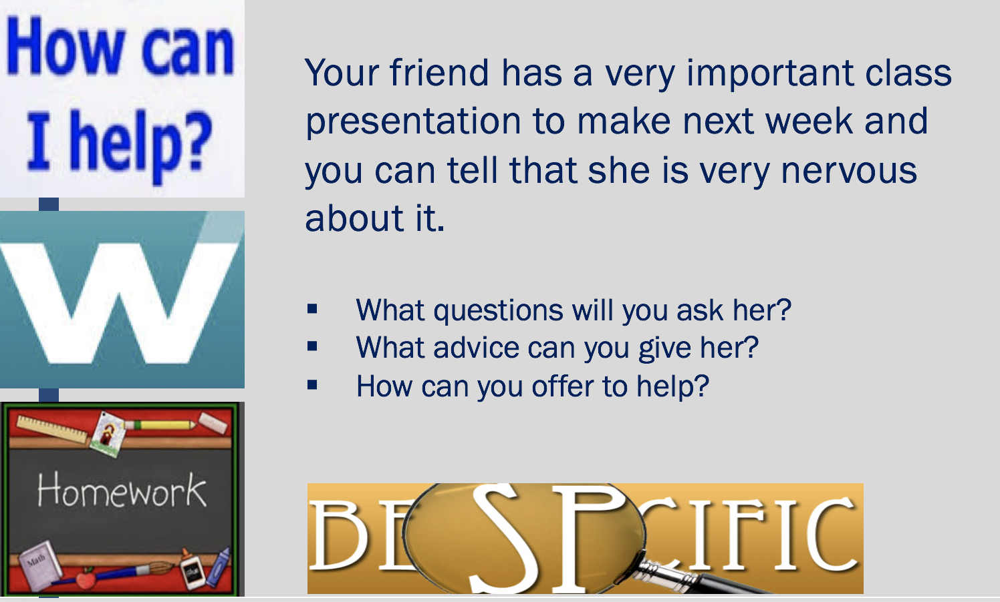 How can
I help?
W
Homework
Math
Your friend has a very important class
presentation to make next week and
you can tell that she is very nervous
about it.
▪ What questions will you ask her?
▪ What advice can you give her?
▪ How can you offer to help?
BE SPCIFIC